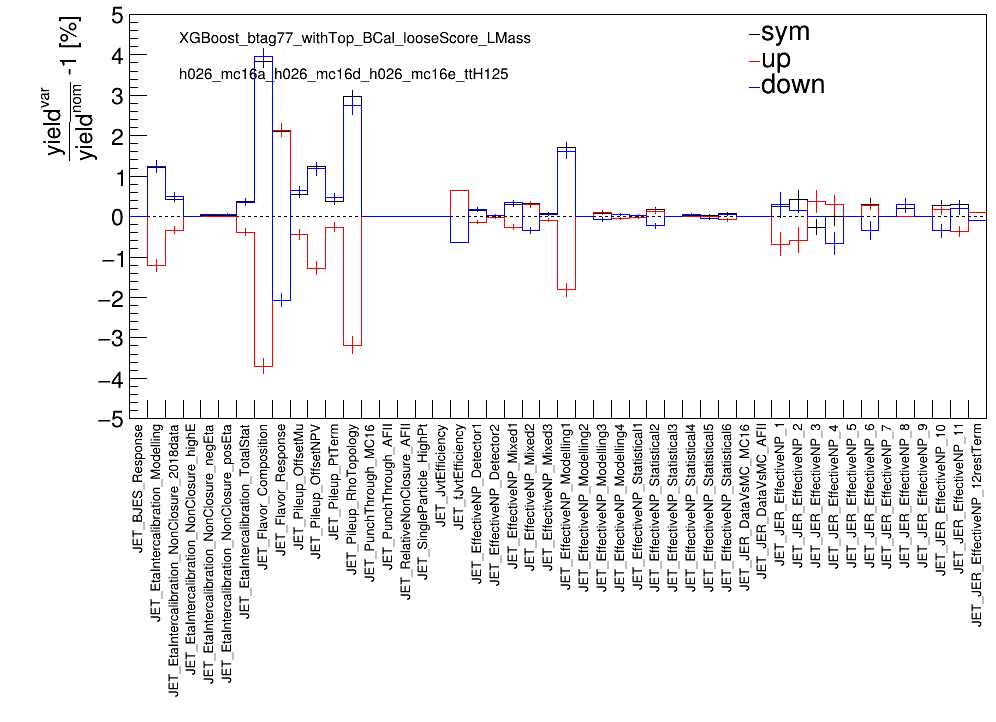 yield^var / yield^nom -1 [%]
5
4
3
2
1
0
−1
−2
−3
−4
−5
XGBoost_btag77_withTop_BCal_looseScore_LMass
h026_mc16a_h026_mc16d_h026_mc16e_ttH125
sym
up
down
JET_BJES_Response
JET_EtaIntercalibration_Modelling
JET_EtaIntercalibration_NonClosure_2018data
JET_EtaIntercalibration_NonClosure_highE
JET_EtaIntercalibration_NonClosure_negEta
JET_EtaIntercalibration_NonClosure_posEta
JET_EtaIntercalibration_TotalStat
JET_Flavor_Composition
JET_Flavor_Response
JET_Pileup_OffsetMu
JET_Pileup_OffsetNPV
JET_Pileup_PtTerm
JET_Pileup_RhoTopology
JET_PunchThrough_MC16
JET_PunchThrough_AFII
JET_RelativeNonClosure_AFII
JET_SingleParticle_HighPt
JET_JvtEfficiency
JET_fJvtEfficiency
JET_EffectiveNP_Detector1
JET_EffectiveNP_Detector2
JET_EffectiveNP_Mixed1
JET_EffectiveNP_Mixed2
JET_EffectiveNP_Mixed3
JET_EffectiveNP_Modelling1
JET_EffectiveNP_Modelling2
JET_EffectiveNP_Modelling3
JET_EffectiveNP_Modelling4
JET_EffectiveNP_Statistical1
JET_EffectiveNP_Statistical2
JET_EffectiveNP_Statistical3
JET_EffectiveNP_Statistical4
JET_EffectiveNP_Statistical5
JET_EffectiveNP_Statistical6
JET_JER_DataVsMC_MC16
JET_JER_DataVsMC_AFII
JET_JER_EffectiveNP_1
JET_JER_EffectiveNP_2
JET_JER_EffectiveNP_3
JET_JER_EffectiveNP_4
JET_JER_EffectiveNP_5
JET_JER_EffectiveNP_6
JET_JER_EffectiveNP_7
JET_JER_EffectiveNP_8
JET_JER_EffectiveNP_9
JET_JER_EffectiveNP_10
JET_JER_EffectiveNP_11
JET_JER_EffectiveNP_12restTerm